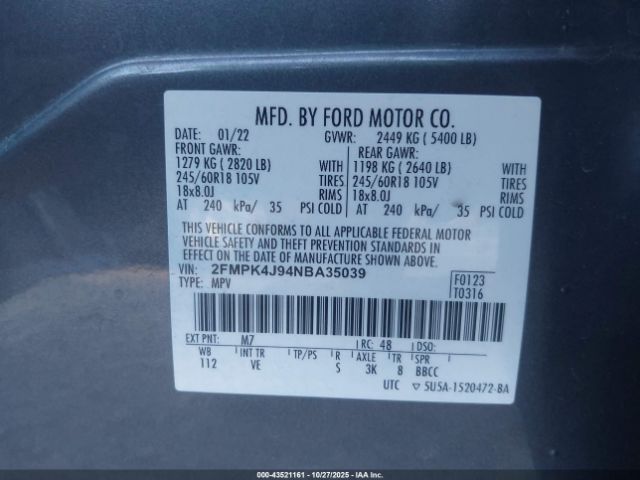 MFD. BY FORD MOTOR CO.
DATE: 01/22 GVWR: 2449 KG ( 5400 LB)
FRONT GAWR: REAR GAWR:
1279 KG ( 2820 LB) WITH 1198 KG ( 2640 LB) WITH
245/60R18 105V TIRES 245/60R18 105V TIRES
18x8.0J RIMS 18x8.0J RIMS
AT 240 kPa/ 35 PSI COLD AT 240 kPa/ 35 PSI COLD
THIS VEHICLE CONFORMS TO ALL APPLICABLE FEDERAL MOTOR
VEHICLE SAFETY AND THEFT PREVENTION STANDARDS IN
EFFECT ON THE DATE OF MANUFACTURE SHOWN ABOVE.
VIN: 2FMPK4J94NBA35039 F0123
TYPE: MPV T0316
EXT PNT: M7 RC: 48 DSO:
WB INT TR TP/PS R AXLE TR SPR
112 VE S 3K 8 BBCC
UTC ▽ 5U5A-1520472-BA
000-43521161 - 10/27/2025 - Copyright IAA, LLC